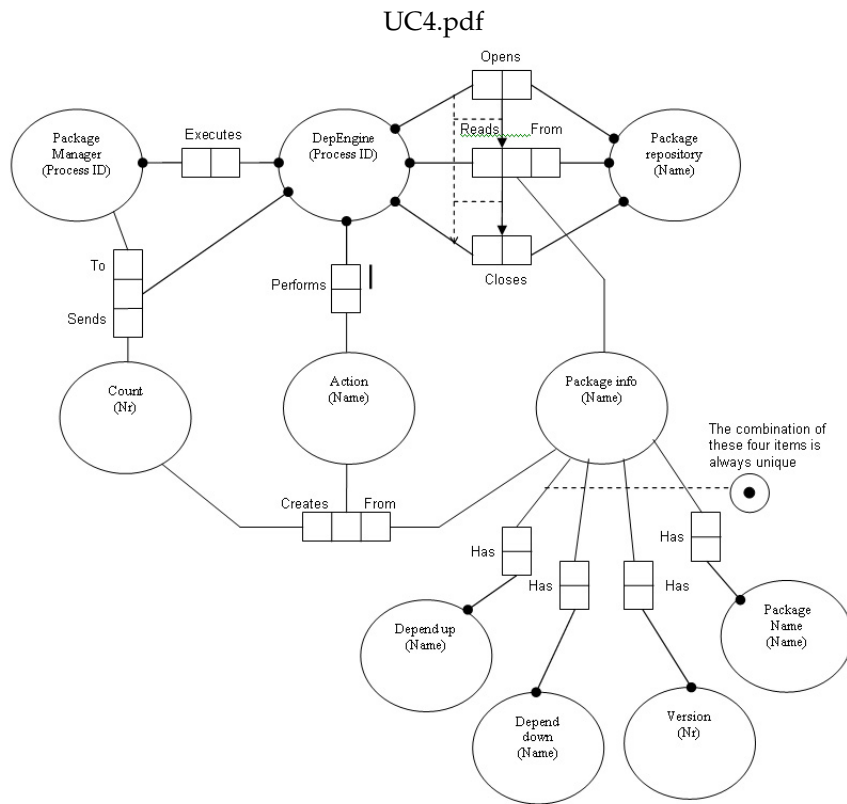 UC4.pdf
Opens
Executes
Package
Manager
(Process ID)
DepEngine
(Process ID)
Reads From
Package
repository
(Name)
To
Sends
Performs
Closes
Count
(Nr)
Action
(Name)
Package info
(Name)
The combination of
these four items is
always unique
Creates From
Has
Has
Has
Has
Depend up
(Name)
Depend
down
(Name)
Version
(Nr)
Package
Name
(Name)